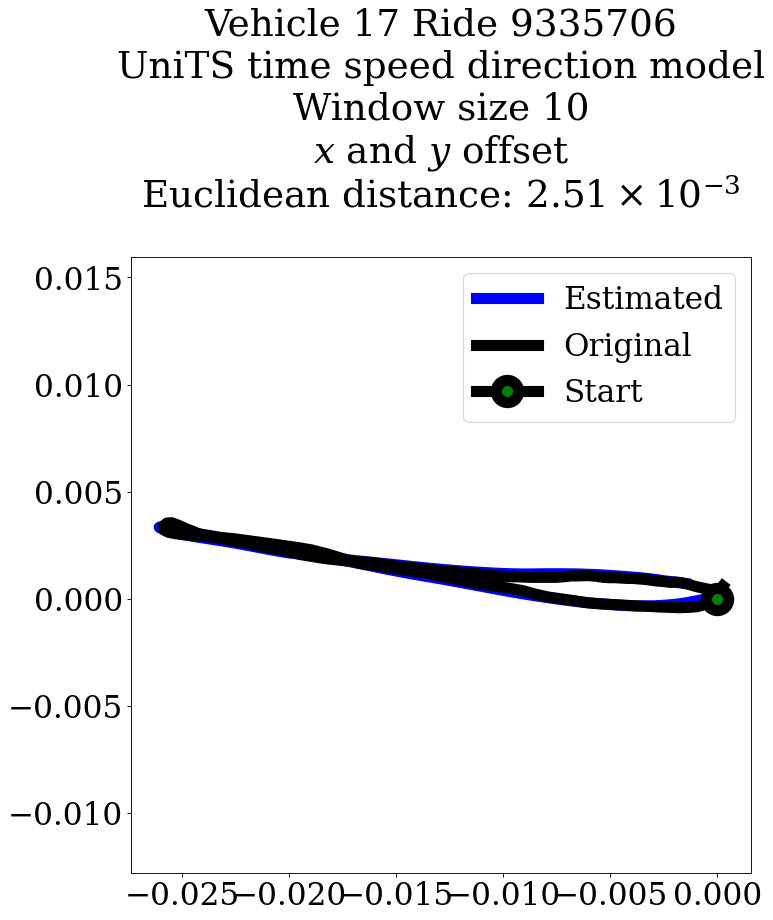 Vehicle 17 Ride 9335706
UniTS time speed direction model
Window size 10
x and y offset
Euclidean distance: 2.51 × 10⁻³
0.015
0.010
0.005
0.000
−0.005
−0.010
Estimated
Original
Start
−0.025 −0.020 −0.015 −0.010 −0.005 0.000